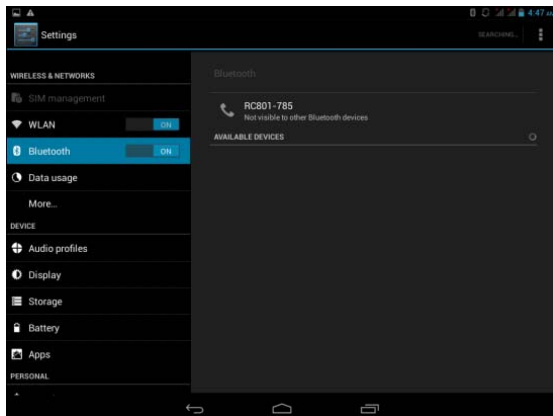 4:47 AM
Settings
SEARCHING...
WIRELESS & NETWORKS
SIM management
WLAN
ON
Bluetooth
ON
Data usage
More...
DEVICE
Audio profiles
Display
Storage
Battery
Apps
PERSONAL
Bluetooth
RC801-785
Not visible to other Bluetooth devices
AVAILABLE DEVICES